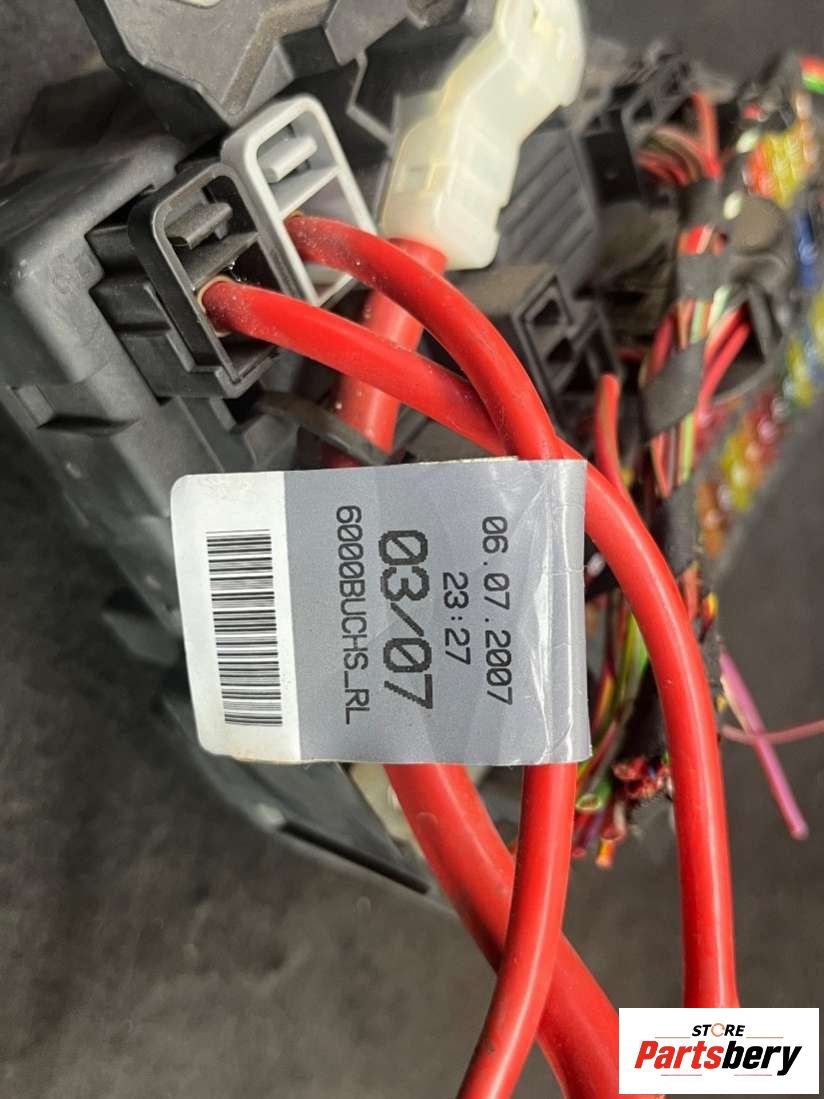 06.07.2007
23:27
03/07
6000BUCHS_RL
STORE
Partsbery